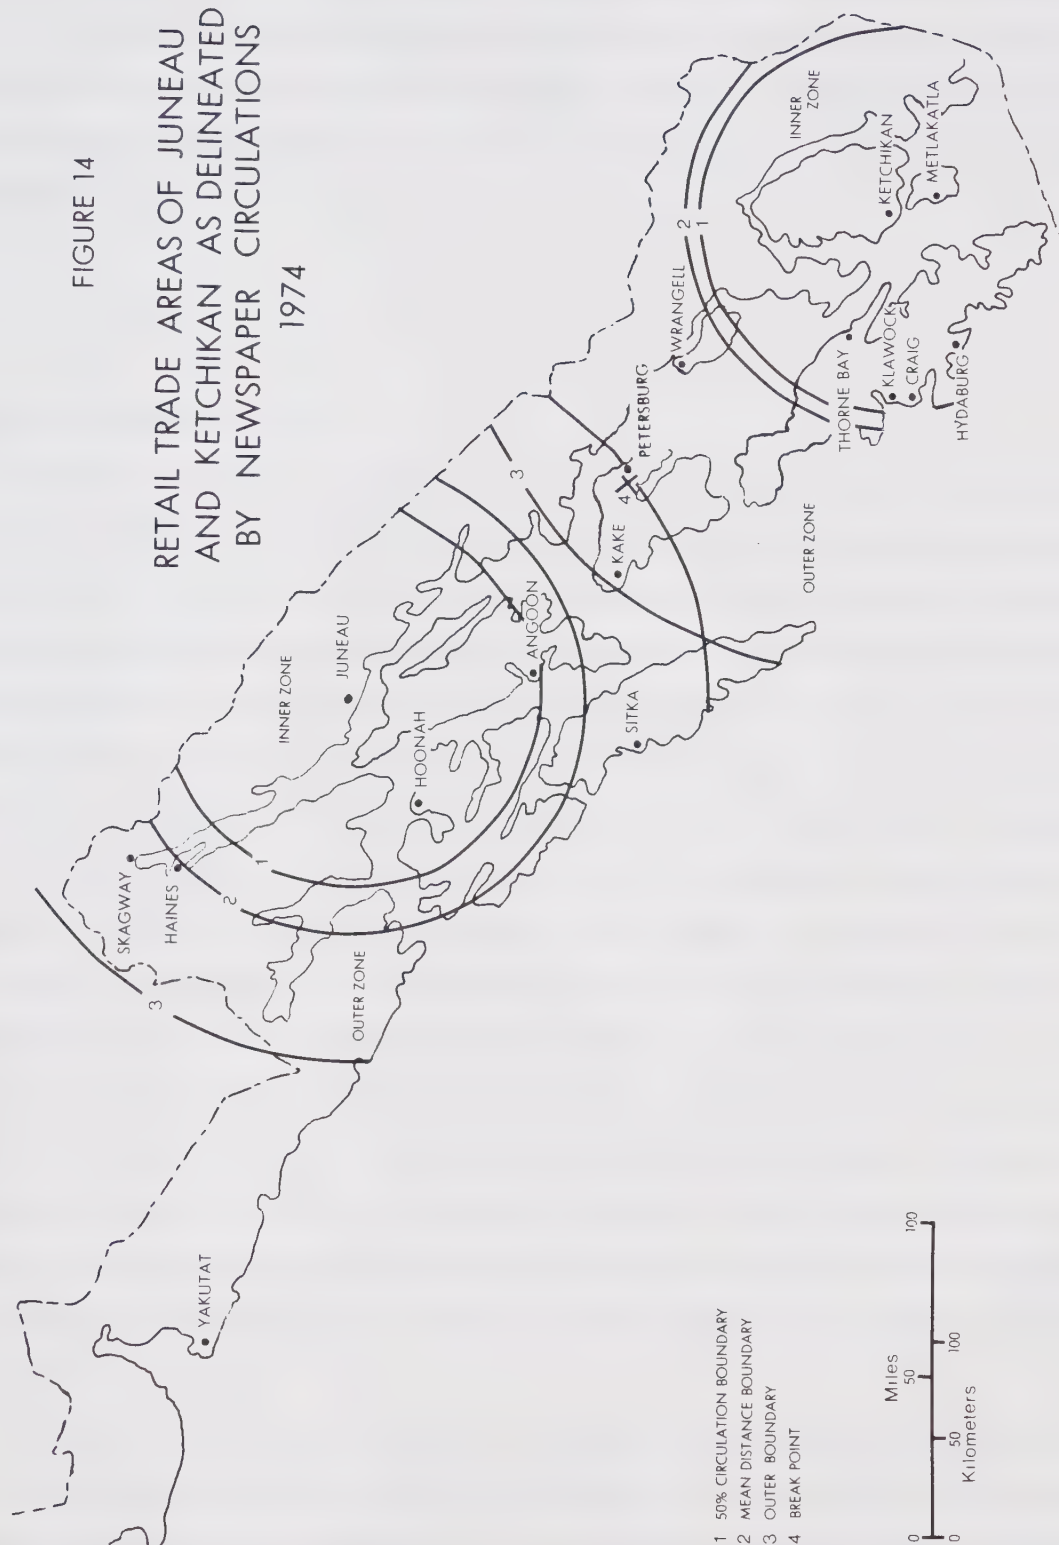 FIGURE 14
RETAIL TRADE AREAS OF JUNEAU
AND KETCHIKAN AS DELINEATED
BY NEWSPAPER CIRCULATIONS
1974
YAKUTAT
SKAGWAY
HAINES
3
2
1
OUTER ZONE
INNER ZONE
JUNEAU
HOONAH
ANGOON
SITKA
3
KAKE
4
PETERSBURG
WRANGELL
OUTER ZONE
2
1
INNER
ZONE
THORNE BAY
KLAWOCK
CRAIG
HYDABURG
KETCHIKAN
METLAKATLA
1 50% CIRCULATION BOUNDARY
2 MEAN DISTANCE BOUNDARY
3 OUTER BOUNDARY
4 BREAK POINT
Miles
0 50 100
0 50 100
Kilometers